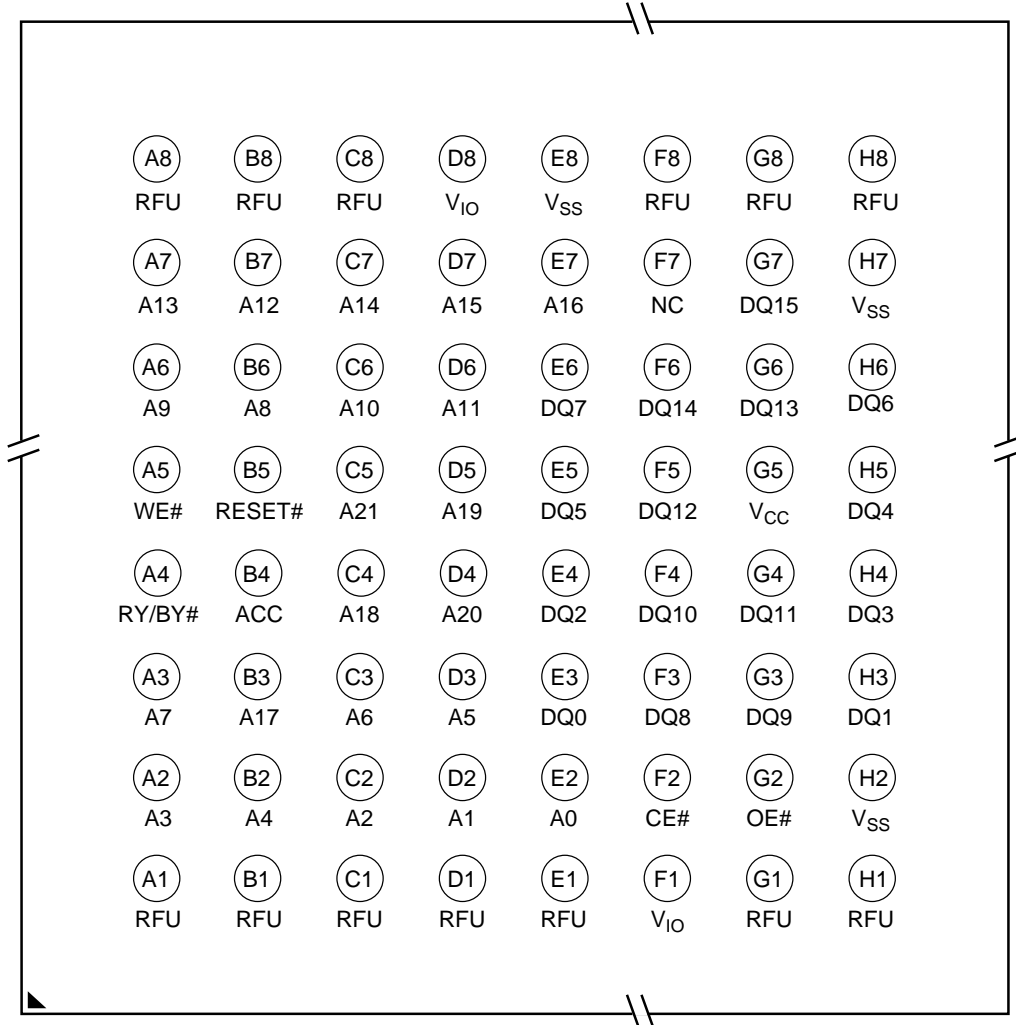 A8 B8 C8 D8 E8 F8 G8 H8
RFU RFU RFU VIO VSS RFU RFU RFU
A7 B7 C7 D7 E7 F7 G7 H7
A13 A12 A14 A15 A16 NC DQ15 VSS
A6 B6 C6 D6 E6 F6 G6 H6
A9 A8 A10 A11 DQ7 DQ14 DQ13 DQ6
A5 B5 C5 D5 E5 F5 G5 H5
WE# RESET# A21 A19 DQ5 DQ12 VCC DQ4
A4 B4 C4 D4 E4 F4 G4 H4
RY/BY# ACC A18 A20 DQ2 DQ10 DQ11 DQ3
A3 B3 C3 D3 E3 F3 G3 H3
A7 A17 A6 A5 DQ0 DQ8 DQ9 DQ1
A2 B2 C2 D2 E2 F2 G2 H2
A3 A4 A2 A1 A0 CE# OE# VSS
A1 B1 C1 D1 E1 F1 G1 H1
RFU RFU RFU RFU RFU VIO RFU RFU